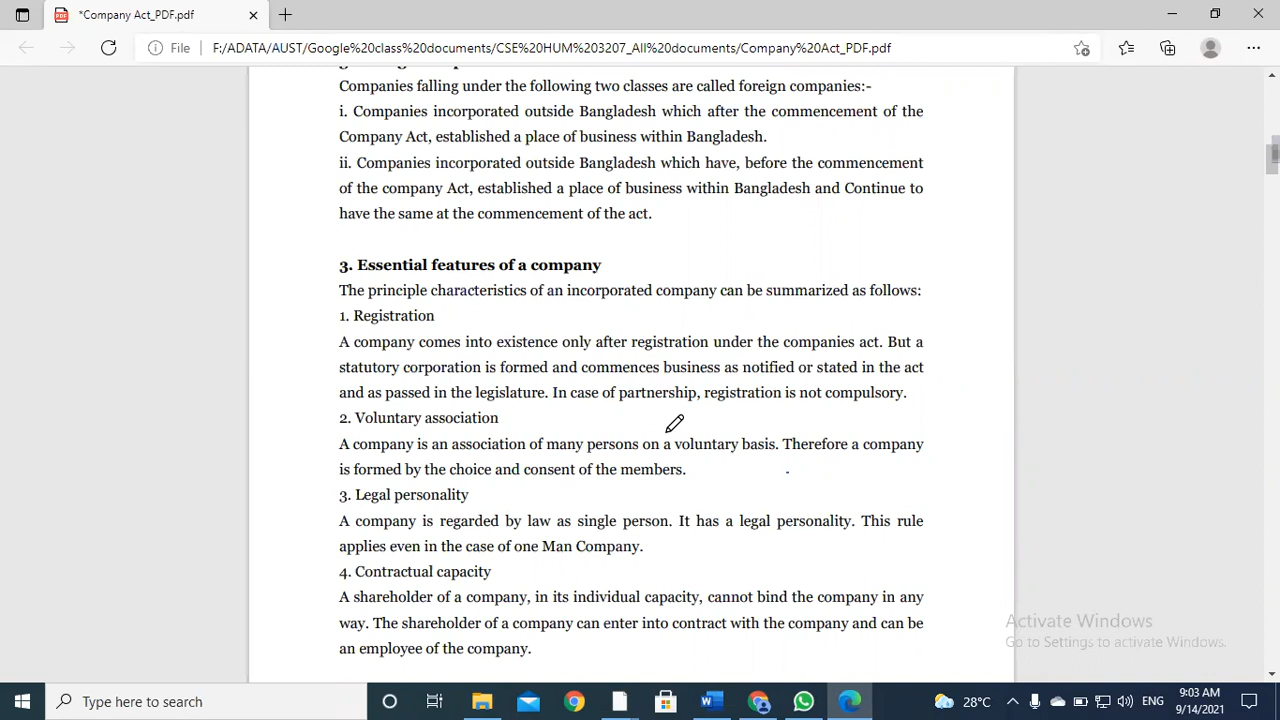 *Company Act_PDF.pdf
File
F:/ADATA/AUST/Google%20class%20documents/CSE%20HUM%203207_All%20documents/Company%20Act_PDF.pdf
Companies falling under the following two classes are called foreign companies:-
i. Companies incorporated outside Bangladesh which after the commencement of the
Company Act, established a place of business within Bangladesh.
ii. Companies incorporated outside Bangladesh which have, before the commencement
of the company Act, established a place of business within Bangladesh and Continue to
have the same at the commencement of the act.
3. Essential features of a company
The principle characteristics of an incorporated company can be summarized as follows:
1. Registration
A company comes into existence only after registration under the companies act. But a
statutory corporation is formed and commences business as notified or stated in the act
and as passed in the legislature. In case of partnership, registration is not compulsory.
2. Voluntary association
A company is an association of many persons on a voluntary basis. Therefore a company
is formed by the choice and consent of the members.
3. Legal personality
A company is regarded by law as single person. It has a legal personality. This rule
applies even in the case of one Man Company.
4. Contractual capacity
A shareholder of a company, in its individual capacity, cannot bind the company in any
way. The shareholder of a company can enter into contract with the company and can be
an employee of the company.
Activate Windows
Go to Settings to activate Windows.
Type here to search
28°C
ENG
9:03 AM
9/14/2021